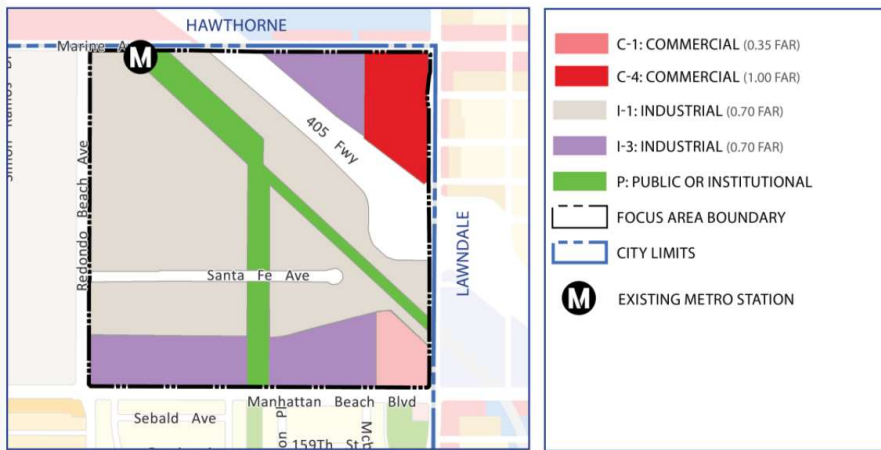 HAWTHORNE
Marine A
M
405 Fwy
Redondo Beach Ave
Santa Fe Ave
LAWNDALE
Manhattan Beach Blvd
Sebald Ave
159Th St
C-1: COMMERCIAL (0.35 FAR)
C-4: COMMERCIAL (1.00 FAR)
I-1: INDUSTRIAL (0.70 FAR)
I-3: INDUSTRIAL (0.70 FAR)
P: PUBLIC OR INSTITUTIONAL
FOCUS AREA BOUNDARY
CITY LIMITS
M
EXISTING METRO STATION